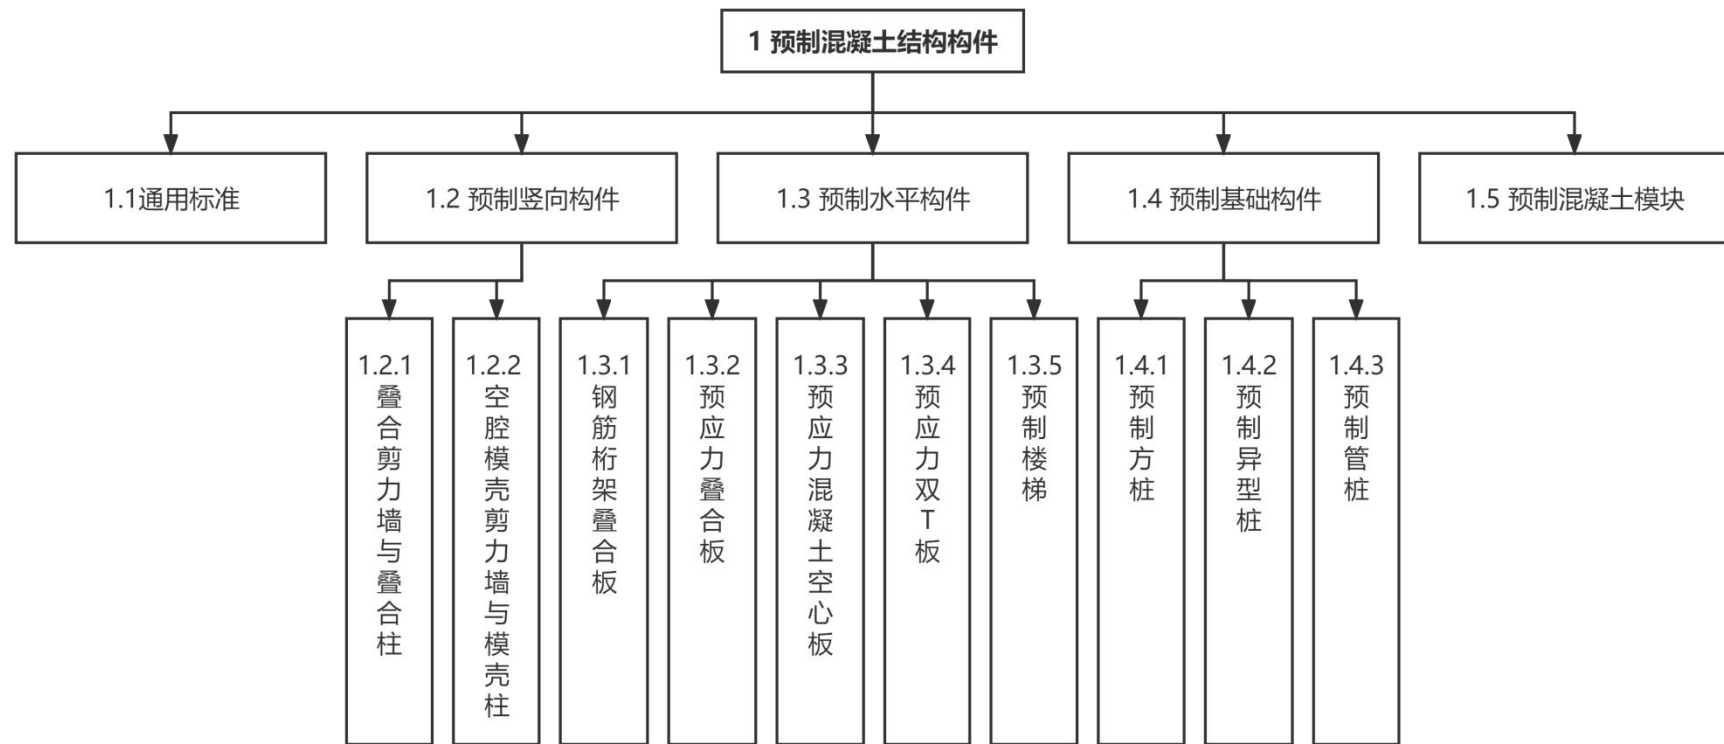 1 预制混凝土结构构件
1.1通用标准
1.2 预制竖向构件
1.3 预制水平构件
1.4 预制基础构件
1.5 预制混凝土模块
1.2.1
叠合剪力墙与叠合柱
1.2.2
空腔模壳剪力墙与模壳柱
1.3.1
钢筋桁架叠合板
1.3.2
预应力叠合板
1.3.3
预应力混凝土空心板
1.3.4
预应力双T板
1.3.5
预制楼梯
1.4.1
预制方桩
1.4.2
预制异型桩
1.4.3
预制管桩